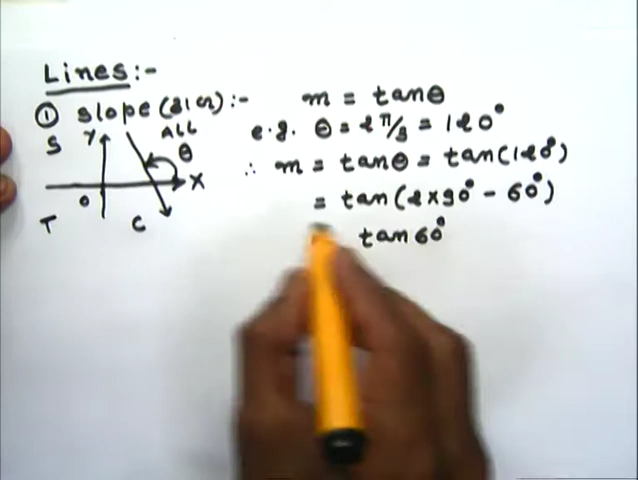 Lines:-
① slope( ):- m = tanθ
S Y ALL e.g. θ = 2π/3 = 120°
θ ∴ m = tanθ = tan(120°)
X
O = tan(2×90° - 60°)
T C tan60°